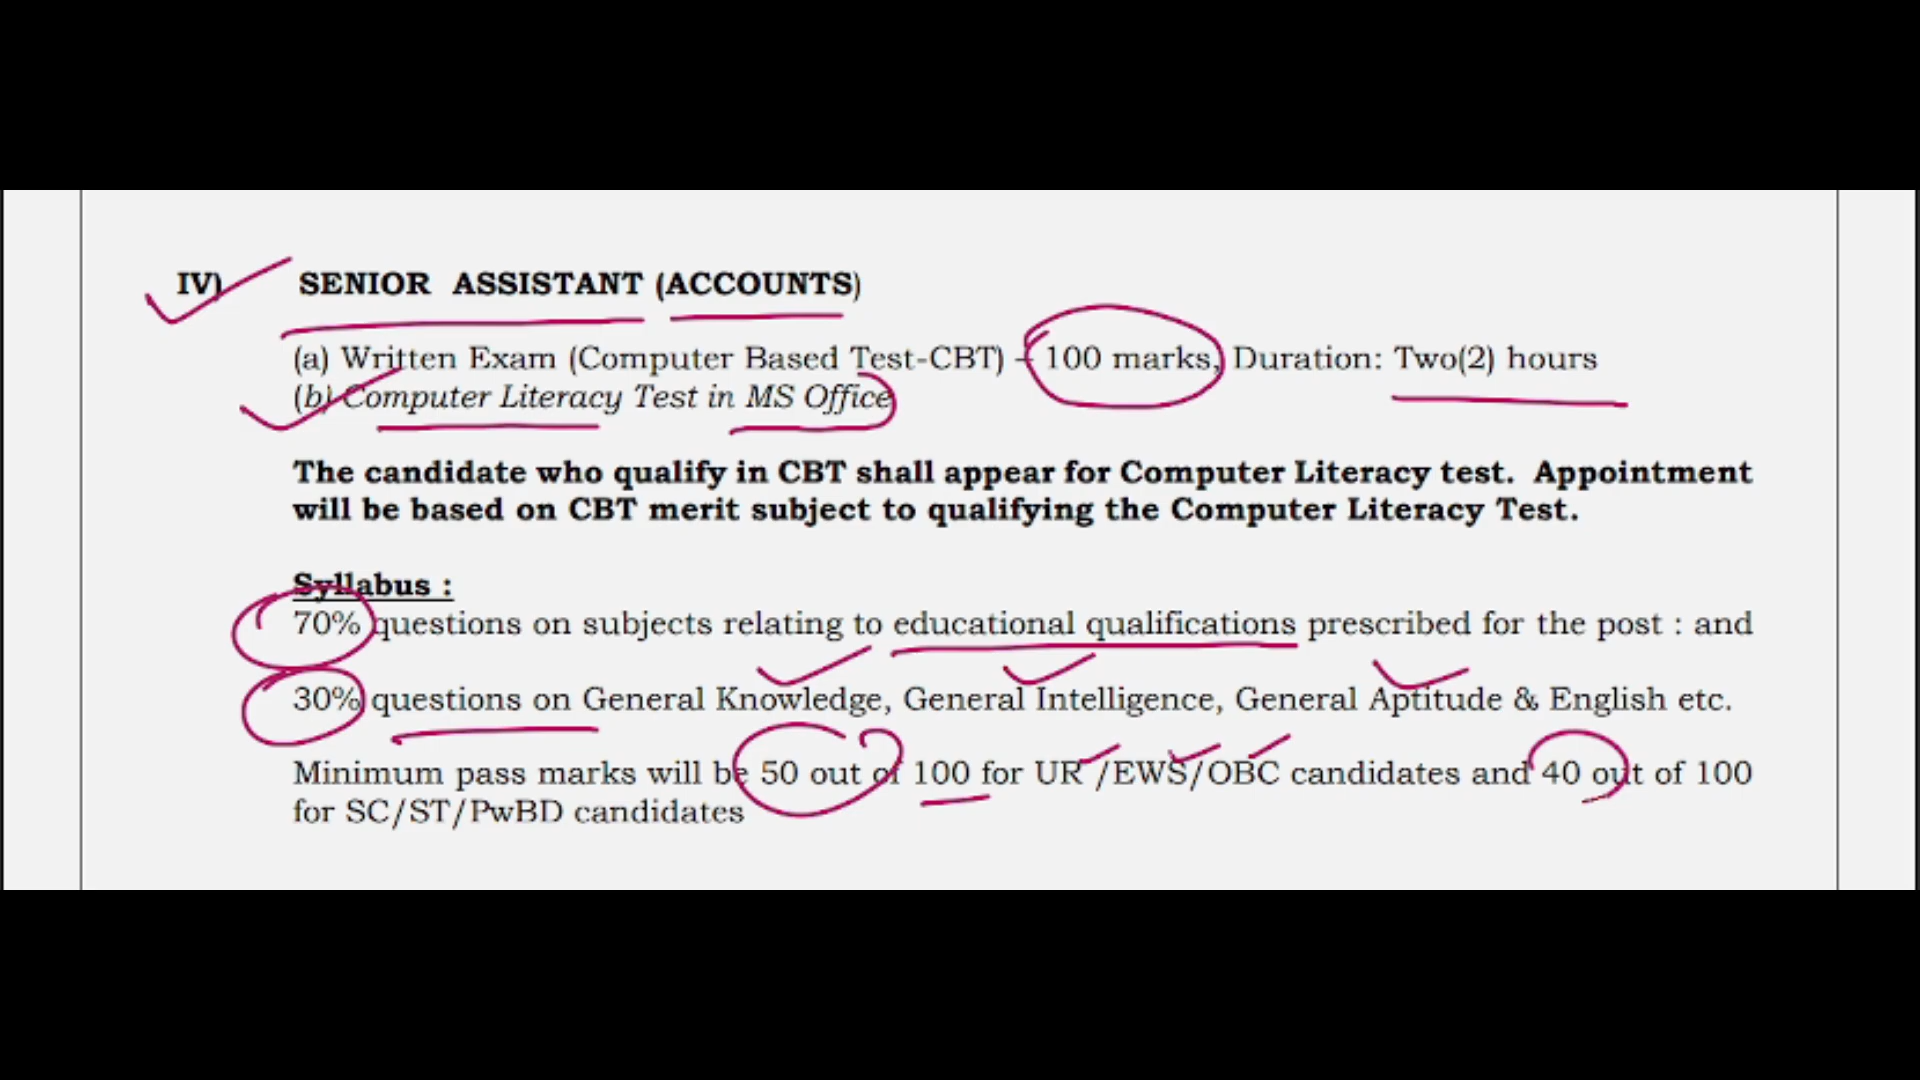 IV) SENIOR ASSISTANT (ACCOUNTS)
(a) Written Exam (Computer Based Test-CBT) – 100 marks, Duration: Two(2) hours
(b) Computer Literacy Test in MS Office
The candidate who qualify in CBT shall appear for Computer Literacy test. Appointment
will be based on CBT merit subject to qualifying the Computer Literacy Test.
Syllabus :
70% questions on subjects relating to educational qualifications prescribed for the post : and
30% questions on General Knowledge, General Intelligence, General Aptitude & English etc.
Minimum pass marks will be 50 out of 100 for UR /EWS/OBC candidates and 40 out of 100
for SC/ST/PwBD candidates